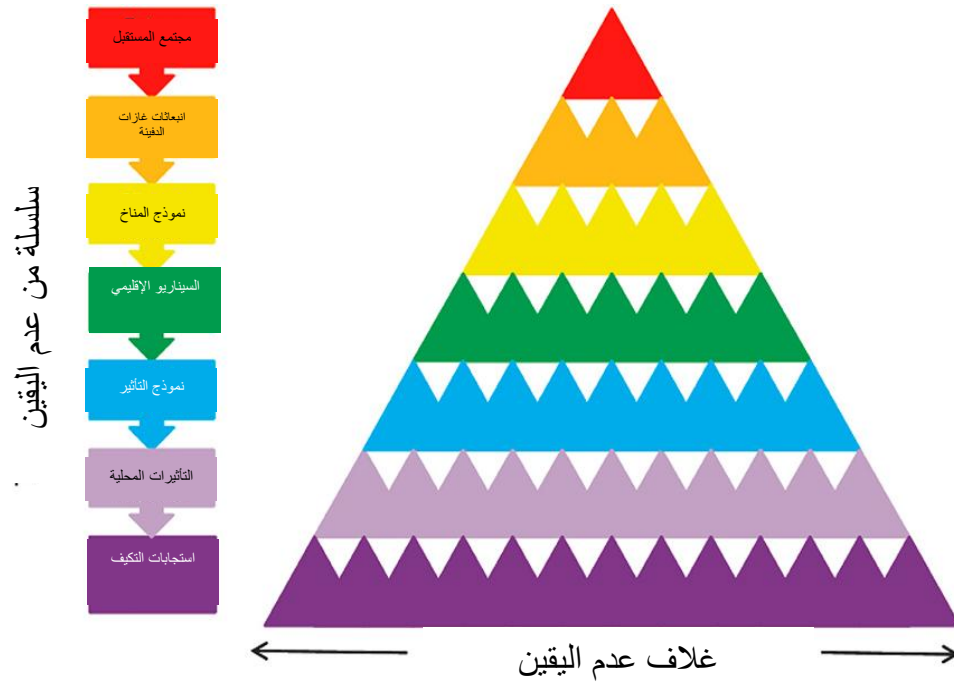 مجتمع المستقيل
انبعاثات غازات
الدفيئة
نموذج المناخ
السيناريو الإقليمي
نموذج التأثير
التأثيرات المحلية
استجابات التكيف
سلسلة من عدم اليقين
غلاف عدم اليقين